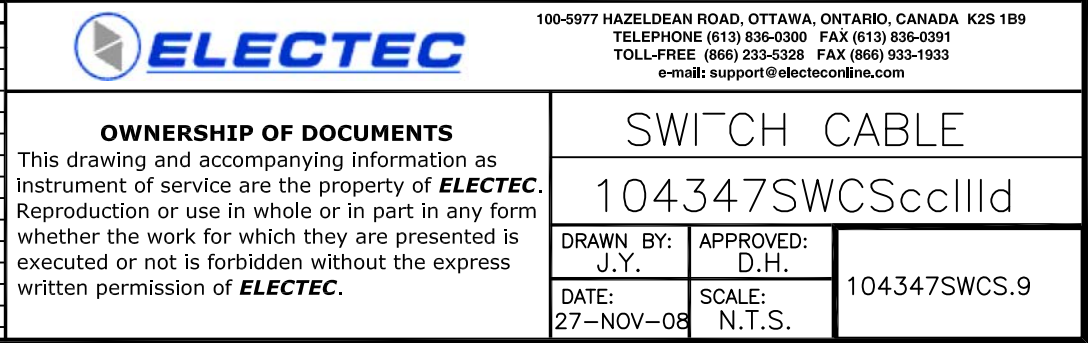 ELECTEC
100-5977 HAZELDEAN ROAD, OTTAWA, ONTARIO, CANADA K2S 1B9
TELEPHONE (613) 836-0300 FAX (613) 836-0391
TOLL-FREE (866) 233-5328 FAX (866) 933-1933
e-mail: support@electeconline.com
OWNERSHIP OF DOCUMENTS
This drawing and accompanying information as
instrument of service are the property of ELECTEC.
Reproduction or use in whole or in part in any form
whether the work for which they are presented is
executed or not is forbidden without the express
written permission of ELECTEC.
SWITCH CABLE
104347SWCSccllld
DRAWN BY:
J.Y.
APPROVED:
D.H.
DATE:
27-NOV-08
SCALE:
N.T.S.
104347SWCS.9